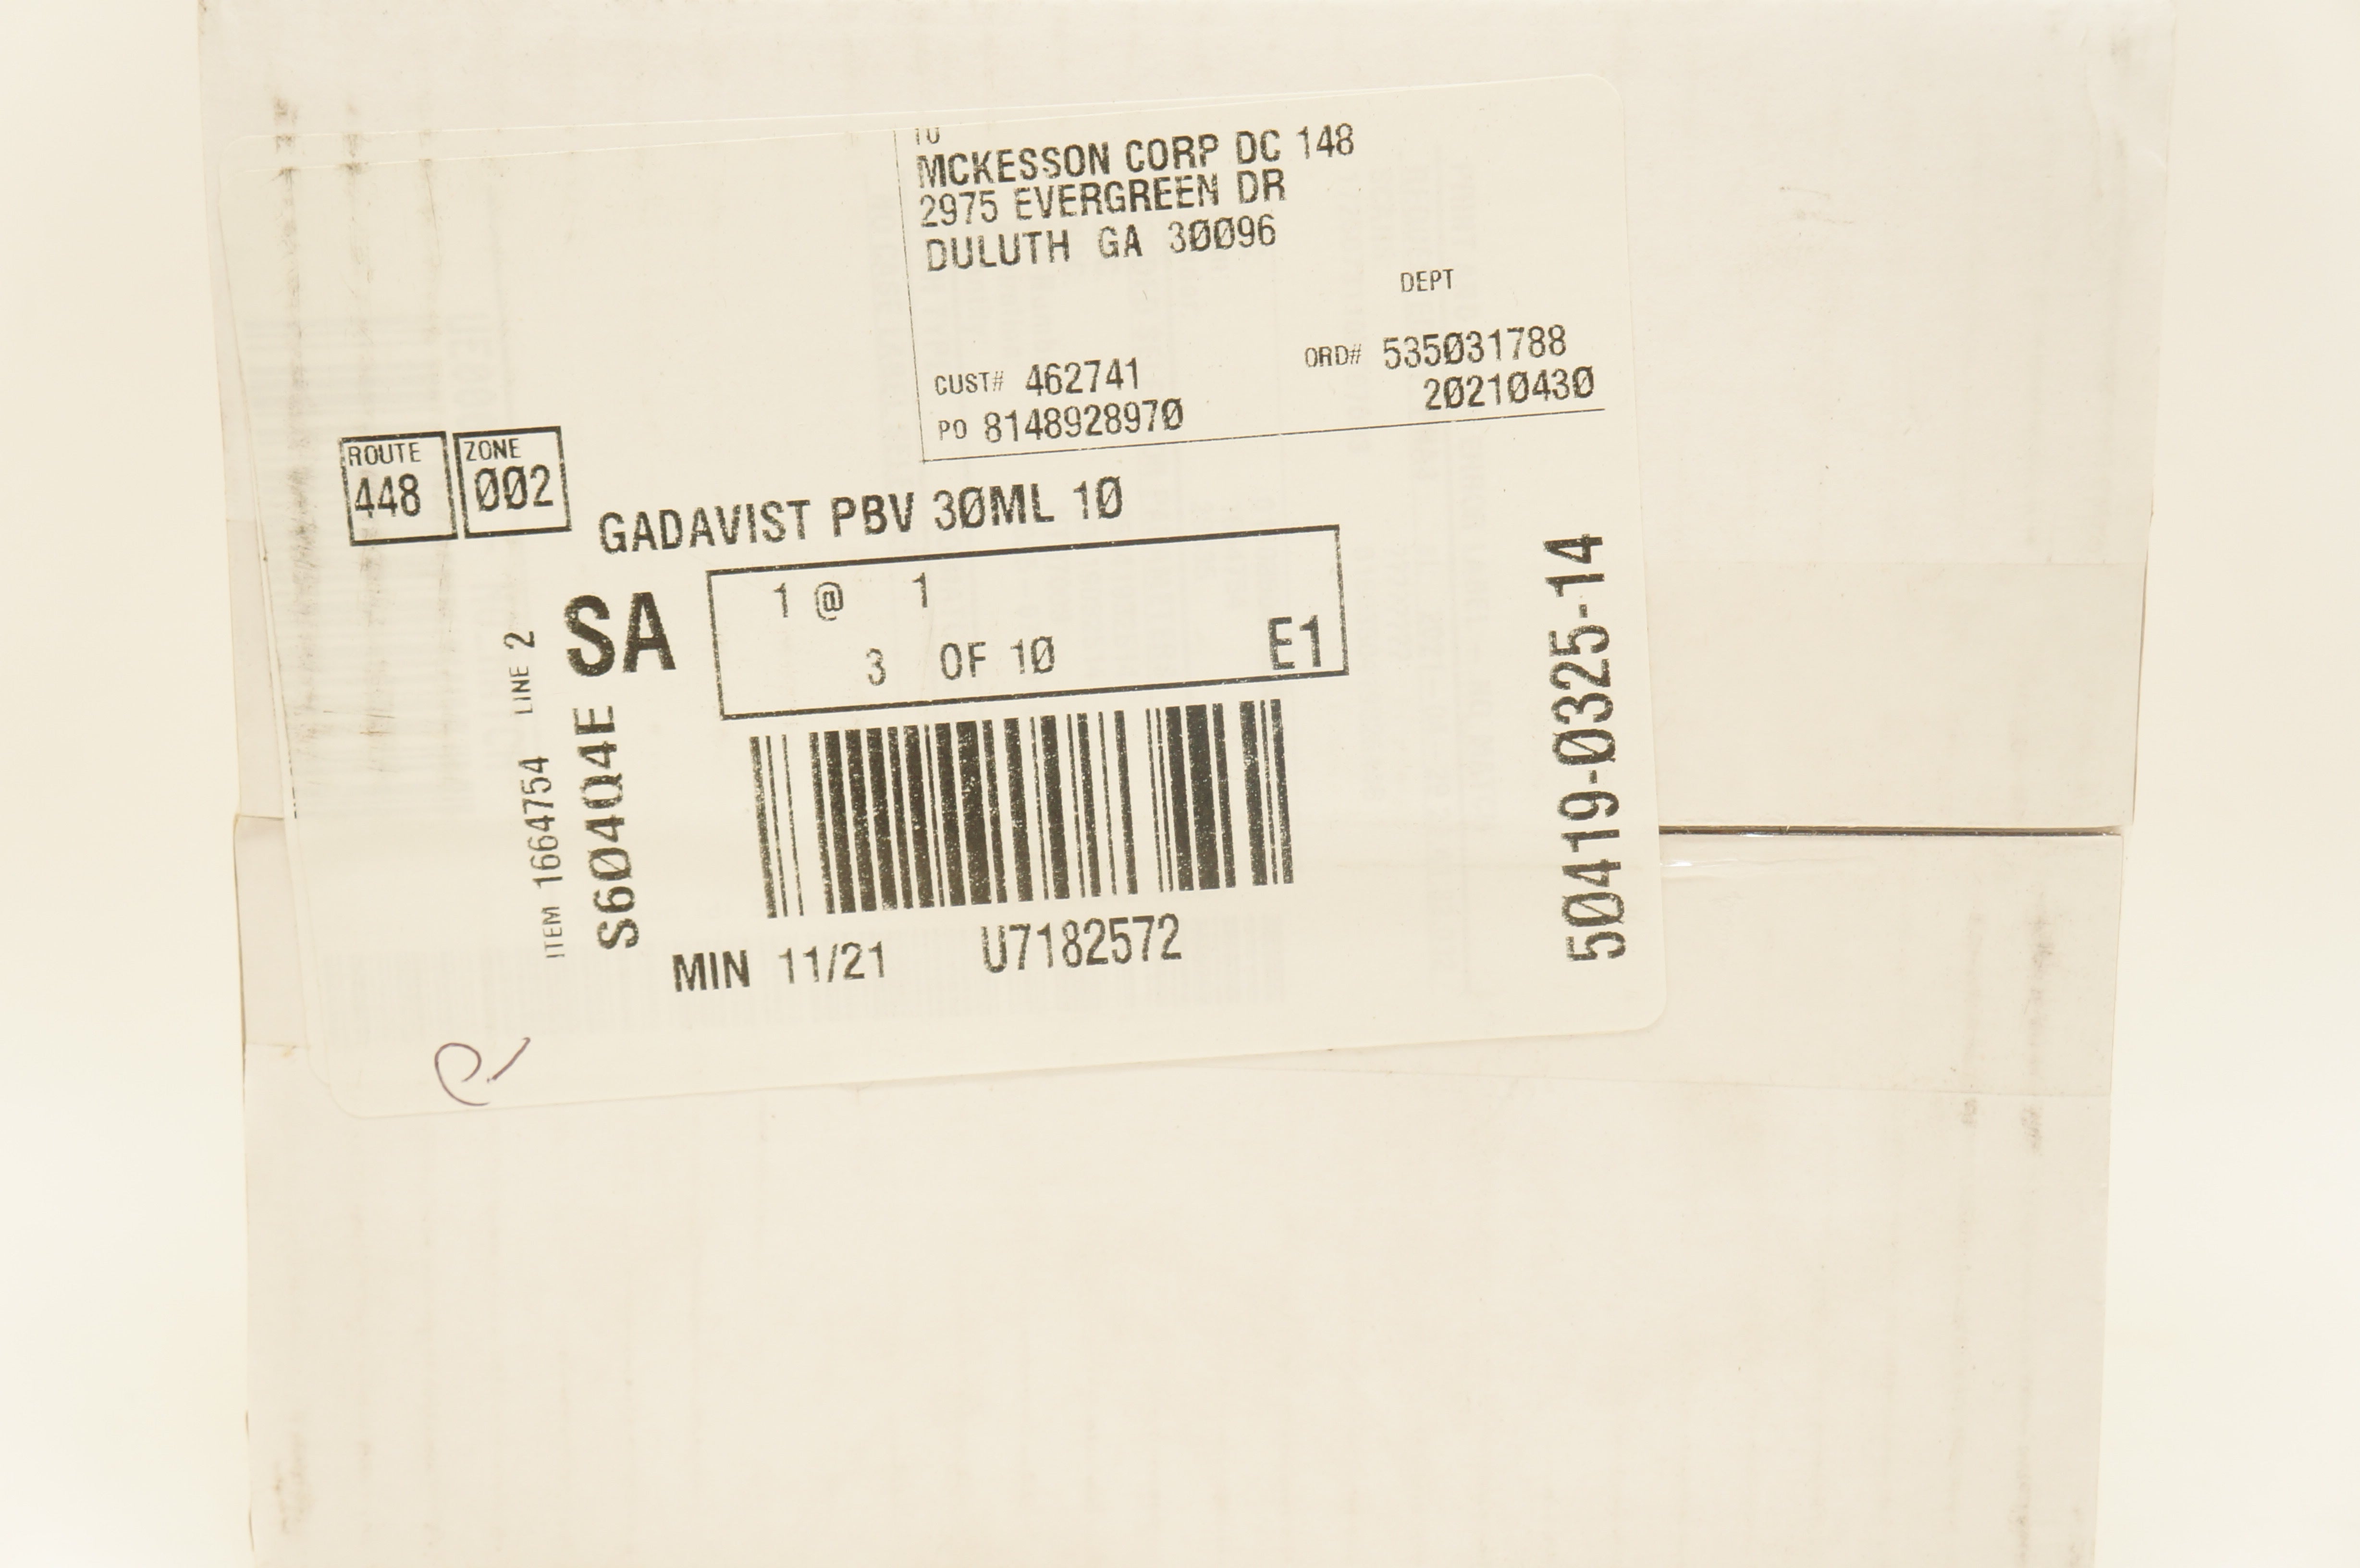 TO
MCKESSON CORP DC 148
2975 EVERGREEN DR
DULUTH GA 30096
DEPT
CUST# 462741
ORD# 535031788
PO 8148928970
20210430
ROUTE
448
ZONE
002
GADAVIST PBV 30ML 10
SA
1 @ 1
3 OF 10
E1
ITEM 1664754 LINE 2
S604Q4E
MIN 11/21
U7182572
50419-0325-14